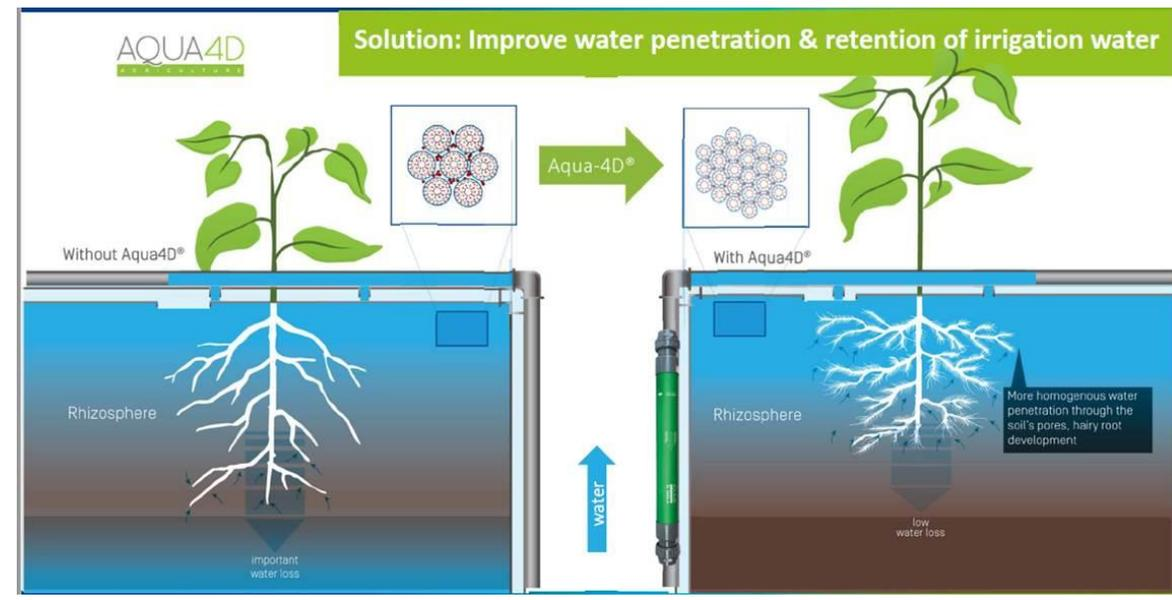 AQUA4D
AGRICULTURE
Solution: Improve water penetration & retention of irrigation water
Aqua-4D®
Without Aqua4D®
With Aqua4D®
Rhizosphere
Rhizosphere
More homogenous water
penetration through the
soil's pores, hairy root
development
water
important
water loss
low
water loss